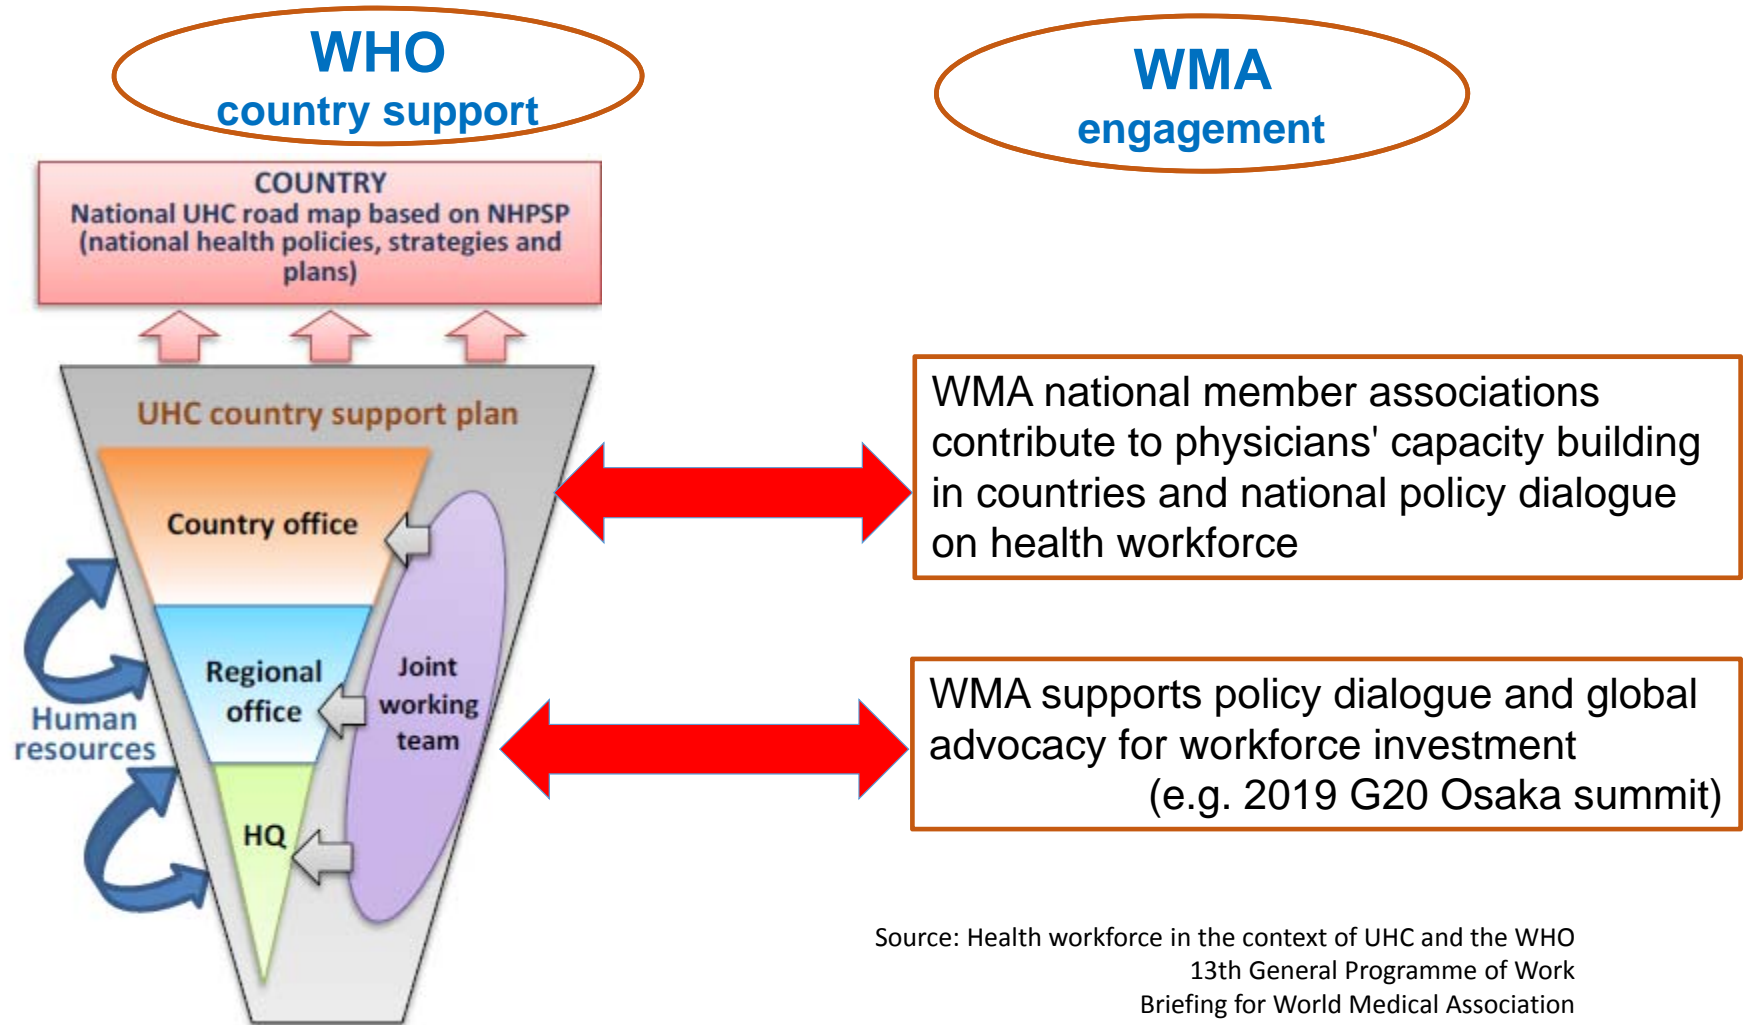 WHO
country support
WMA
engagement
COUNTRY
National UHC road map based on NHPSP
(national health policies, strategies and
plans)
UHC country support plan
Country office
Regional
office
HQ
Joint
working
team
Human
resources
WMA national member associations
contribute to physicians' capacity building
in countries and national policy dialogue
on health workforce
WMA supports policy dialogue and global
advocacy for workforce investment
(e.g. 2019 G20 Osaka summit)
Source: Health workforce in the context of UHC and the WHO
13th General Programme of Work
Briefing for World Medical Association